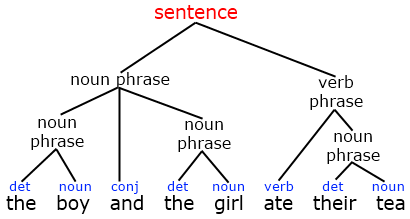 sentence
noun phrase
verb
phrase
noun
phrase
noun
phrase
noun
phrase
det noun conj det noun verb det noun
the boy and the girl ate their tea